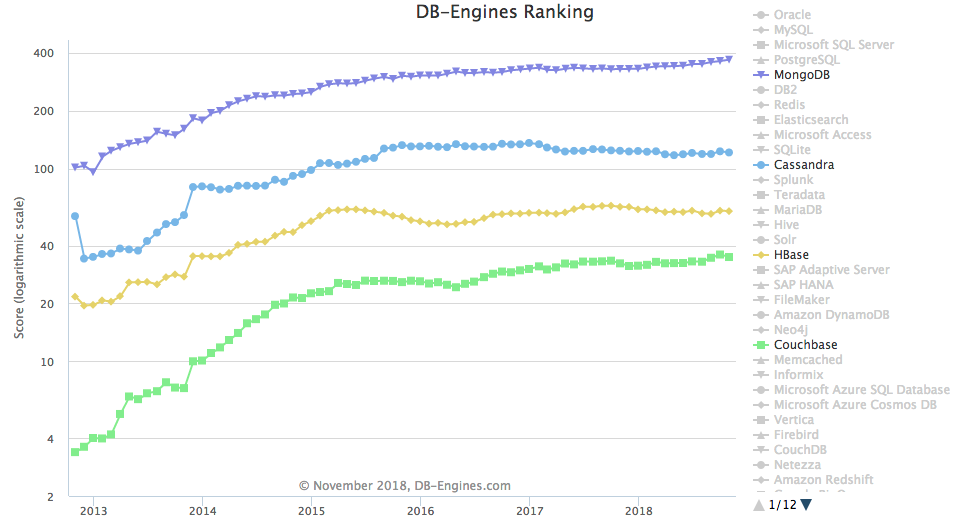 DB-Engines Ranking
Score (logarithmic scale)
400
200
100
40
20
10
4
2
2013
2014
2015
2016
2017
2018
© November 2018, DB-Engines.com
Oracle
MySQL
Microsoft SQL Server
PostgreSQL
MongoDB
DB2
Redis
Elasticsearch
Microsoft Access
SQLite
Cassandra
Splunk
Teradata
MariaDB
Hive
Solr
HBase
SAP Adaptive Server
SAP HANA
FileMaker
Amazon DynamoDB
Neo4j
Couchbase
Memcached
Informix
Microsoft Azure SQL Database
Microsoft Azure Cosmos DB
Vertica
Firebird
CouchDB
Netezza
Amazon Redshift
1/12